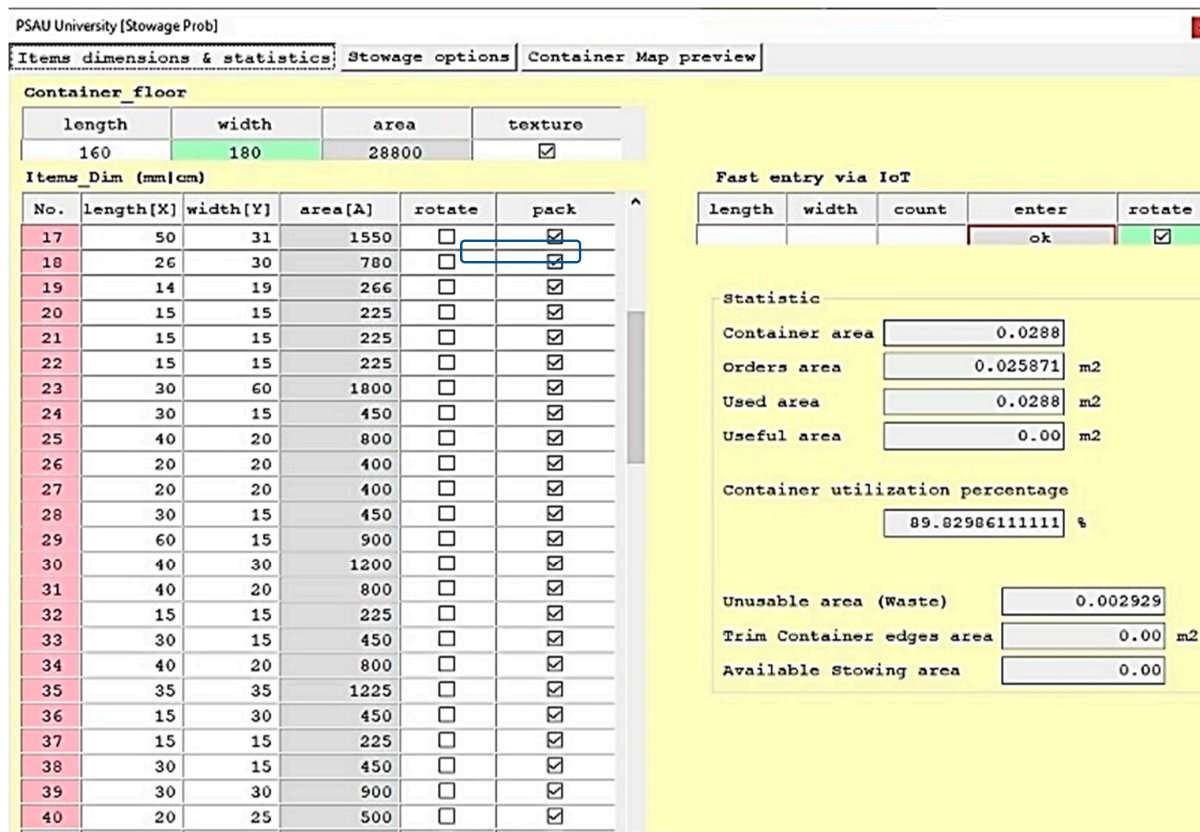 PSAU University [Stowage Prob]
Items dimensions & statistics Stowage options Container Map preview
Container_floor
length width area texture
160 180 28800
Items_Dim (mm|cm)
No. length[X] width[Y] area[A] rotate pack
17 50 31 1550
18 26 30 780
19 14 19 266
20 15 15 225
21 15 15 225
22 15 15 225
23 30 60 1800
24 30 15 450
25 40 20 800
26 20 20 400
27 20 20 400
28 30 15 450
29 60 15 900
30 40 30 1200
31 40 20 800
32 15 15 225
33 30 15 450
34 40 20 800
35 35 35 1225
36 15 30 450
37 15 15 225
38 30 15 450
39 30 30 900
40 20 25 500
Fast entry via IoT
length width count enter rotate
ok
Statistic
Container area 0.0288
Orders area 0.025871 m2
Used area 0.0288 m2
Useful area 0.00 m2
Container utilization percentage
89.82986111111 %
Unusable area (Waste) 0.002929
Trim Container edges area 0.00 m2
Available Stowing area 0.00